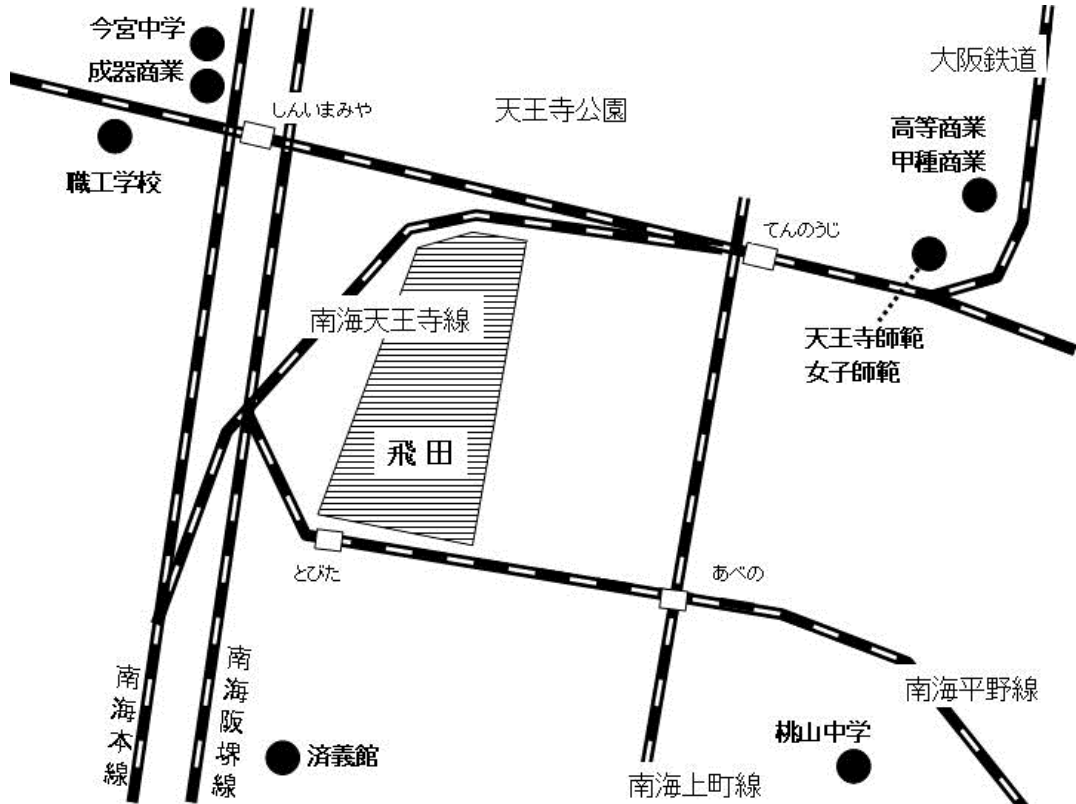 今宮中学
成器商業
しんいまみや
職工学校
天王寺公園
大阪鉄道
高等商業
甲種商業
てんのうじ
天王寺師範
女子師範
南海天王寺線
飛田
とびた
あべの
南海本線
南海阪堺線
済義館
南海平野線
桃山中学
南海上町線